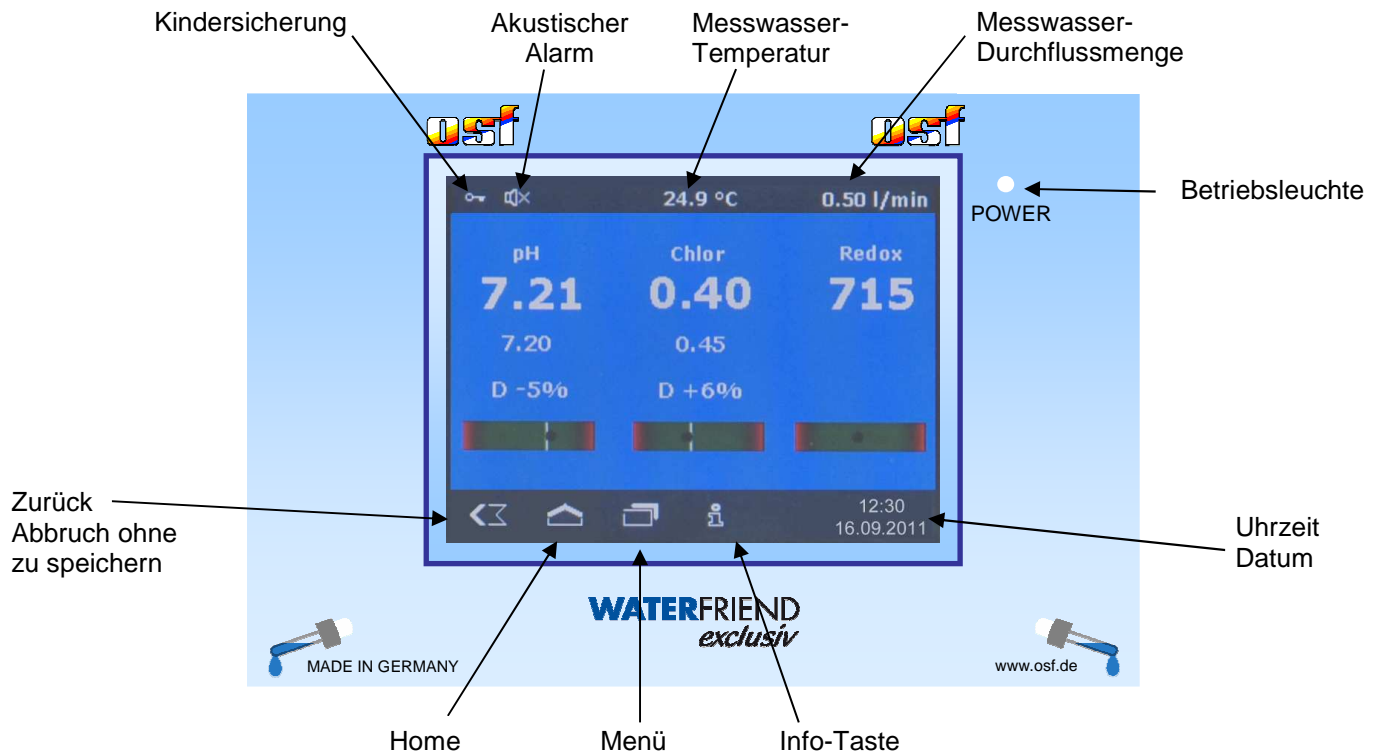 Kindersicherung
Akustischer
Alarm
Messwasser-
Temperatur
Messwasser-
Durchflussmenge
osf
osf
24.9 °C
0.50 l/min
POWER
Betriebsleuchte
pH
Chlor
Redox
7.21
0.40
715
7.20
0.45
D -5%
D +6%
Zurück
Abbruch ohne
zu speichern
12:30
16.09.2011
Uhrzeit
Datum
WATERFRIEND
exclusiv
MADE IN GERMANY
www.osf.de
Home
Menü
Info-Taste